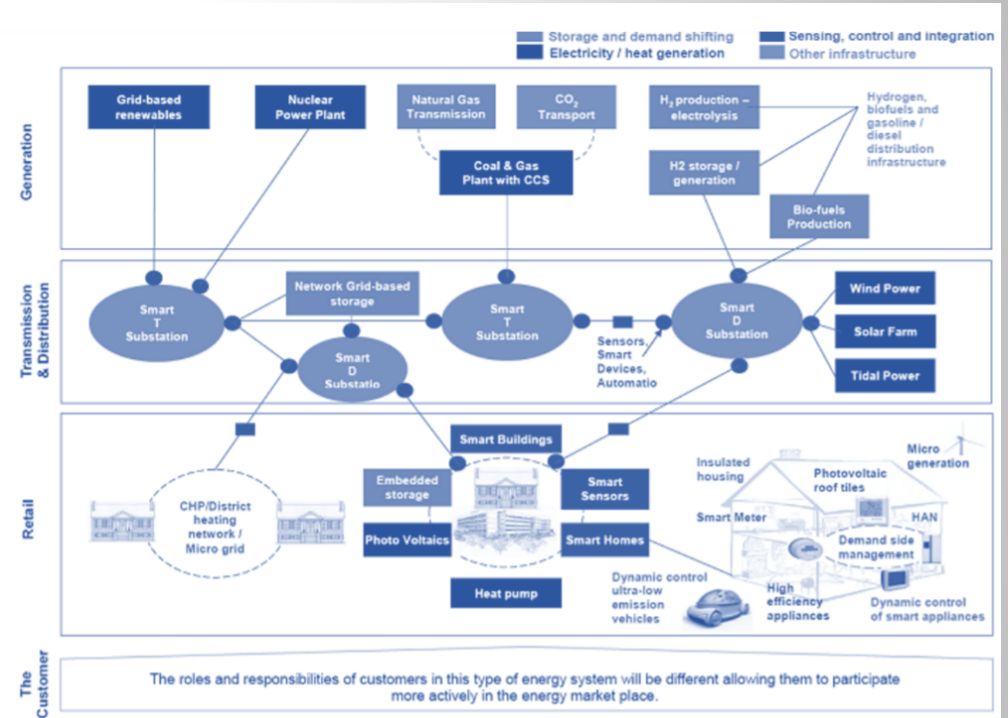 Storage and demand shifting
Sensing, control and integration
Electricity / heat generation
Other infrastructure
Generation
Grid-based
renewables
Nuclear
Power Plant
Natural Gas
Transmission
CO₂
Transport
Coal & Gas
Plant with CCS
H₂ production –
electrolysis
H2 storage /
generation
Bio-fuels
Production
Hydrogen,
biofuels and
gasoline /
diesel
distribution
infrastructure
Transmission
& Distribution
Smart
T
Substation
Network Grid-based
storage
Smart
D
Substatio
Smart
T
Substation
Sensors,
Smart
Devices,
Automatio
Smart
D
Substation
Wind Power
Solar Farm
Tidal Power
Retail
CHP/District
heating
network /
Micro grid
Smart Buildings
Embedded
storage
Smart
Sensors
Photo Voltaics
Smart Homes
Heat pump
Insulated
housing
Photovoltaic
roof tiles
Micro
generation
Smart Meter
HAN
Demand side
management
Dynamic control
ultra-low
emission
vehicles
High
efficiency
appliances
Dynamic control
of smart appliances
The
Customer
The roles and responsibilities of customers in this type of energy system will be different allowing them to participate
more actively in the energy market place.